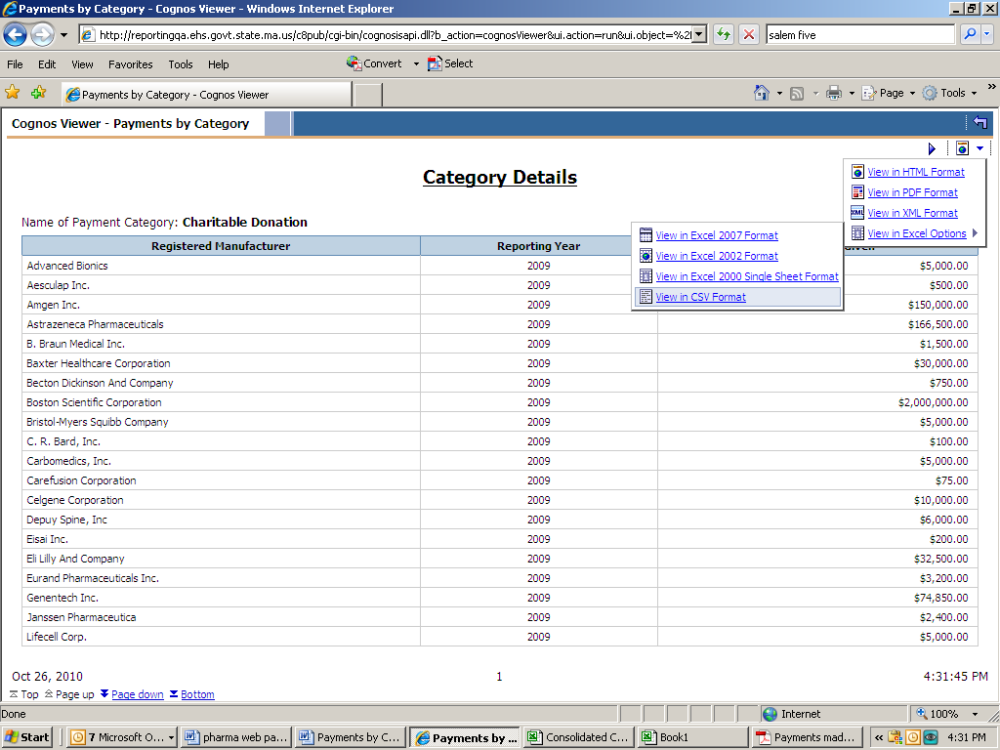 Payments by Category - Cognos Viewer - Windows Internet Explorer
http://reportingqa.ehs.govt.state.ma.us/c8pub/cgi-bin/cognosisapi.dll?b_action=cognosViewer&ui.action=run&ui.object=%2 salem five
File Edit View Favorites Tools Help Convert Select
Payments by Category - Cognos Viewer Page Tools »
Cognos Viewer - Payments by Category
View in HTML Format
View in PDF Format
View in XML Format
View in Excel Options
View in Excel 2007 Format
View in Excel 2002 Format
View in Excel 2000 Single Sheet Format
View in CSV Format
Category Details
Name of Payment Category: Charitable Donation
Registered Manufacturer Reporting Year
Advanced Bionics 2009 $5,000.00
Aesculap Inc. 2009 $500.00
Amgen Inc. 2009 $150,000.00
Astrazeneca Pharmaceuticals 2009 $166,500.00
B. Braun Medical Inc. 2009 $1,500.00
Baxter Healthcare Corporation 2009 $30,000.00
Becton Dickinson And Company 2009 $750.00
Boston Scientific Corporation 2009 $2,000,000.00
Bristol-Myers Squibb Company 2009 $5,000.00
C. R. Bard, Inc. 2009 $100.00
Carbomedics, Inc. 2009 $5,000.00
Carefusion Corporation 2009 $75.00
Celgene Corporation 2009 $10,000.00
Depuy Spine, Inc 2009 $6,000.00
Eisai Inc. 2009 $200.00
Eli Lilly And Company 2009 $32,500.00
Eurand Pharmaceuticals Inc. 2009 $3,200.00
Genentech Inc. 2009 $74,850.00
Janssen Pharmaceutica 2009 $2,400.00
Lifecell Corp. 2009 $5,000.00
Oct 26, 2010 1 4:31:45 PM
Top Page up Page down Bottom
Done Internet 100%
Start 7 Microsoft O... pharma web pa... Payments by C... Payments by ... Consolidated C... Book1 Payments mad... « 4:31 PM